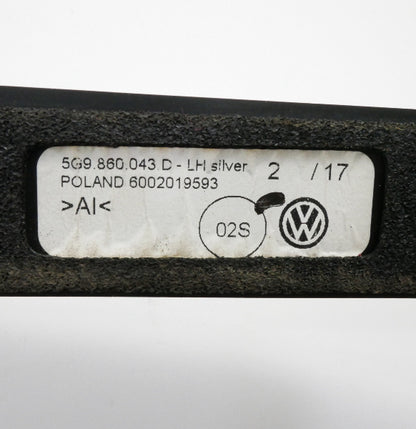 5G9.860.043 D - LH silver 2 /17
POLAND 6002019593
>Al<
02S
VW